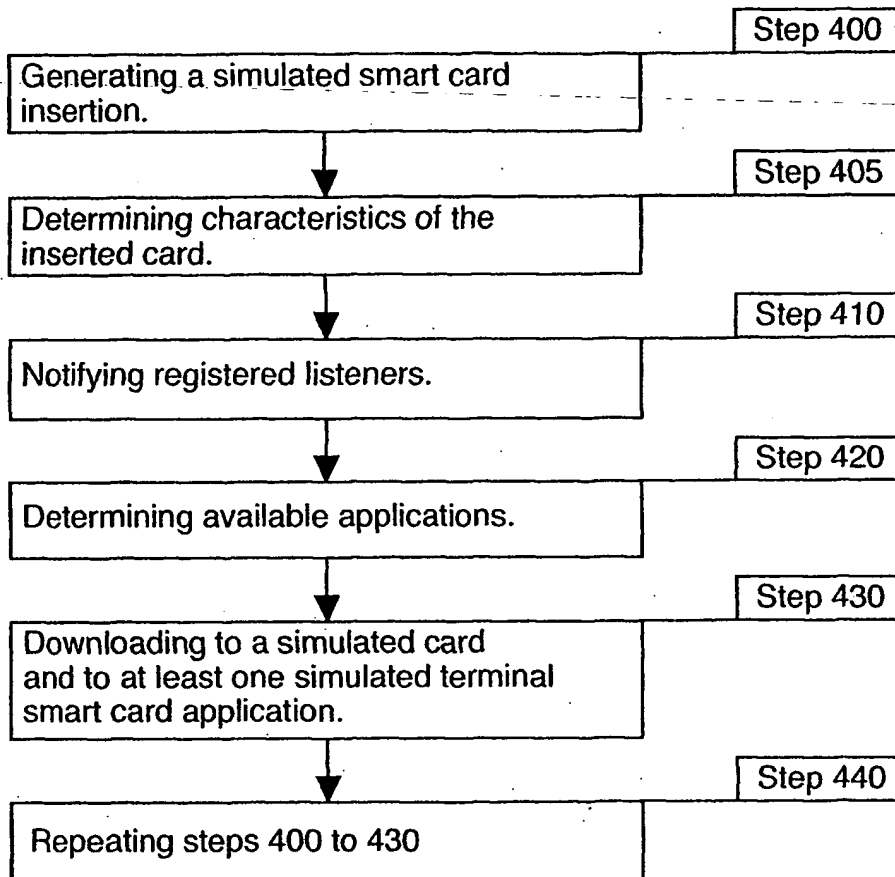 Step 400
Generating a simulated smart card
insertion.
Step 405
Determining characteristics of the
inserted card.
Step 410
Notifying registered listeners.
Step 420
Determining available applications.
Step 430
Downloading to a simulated card
and to at least one simulated terminal
smart card application.
Step 440
Repeating steps 400 to 430